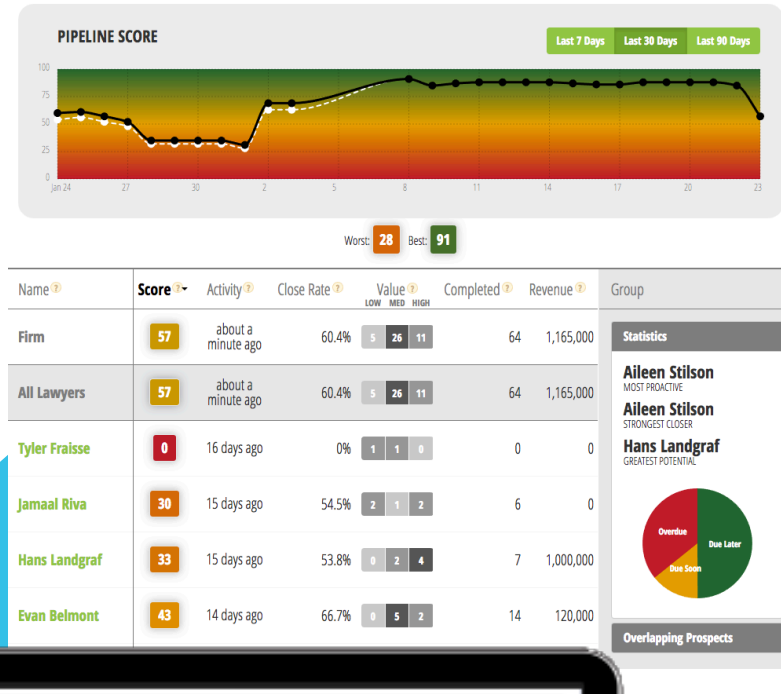 PIPELINE SCORE
Last 7 Days Last 30 Days Last 90 Days
100
75
50
25
0
Jan 24 27 30 2 5 8 11 14 17 20 23
Worst: 28 Best: 91
Name ? Score ? Activity ? Close Rate ? Value ? Completed ? Revenue ? Group
LOW MED HIGH
Firm 57 about a minute ago 60.4% 5 26 11 64 1,165,000
All Lawyers 57 about a minute ago 60.4% 5 26 11 64 1,165,000
Tyler Fraisse 0 16 days ago 0% 1 1 0 0 0
Jamaal Riva 30 15 days ago 54.5% 2 1 2 6 0
Hans Landgraf 33 15 days ago 53.8% 0 2 4 7 1,000,000
Evan Belmont 43 14 days ago 66.7% 0 5 2 14 120,000
Statistics
Aileen Stilson
MOST PROACTIVE
Aileen Stilson
STRONGEST CLOSER
Hans Landgraf
GREATEST POTENTIAL
Overdue
Due Later
Due Soon
Overlapping Prospects